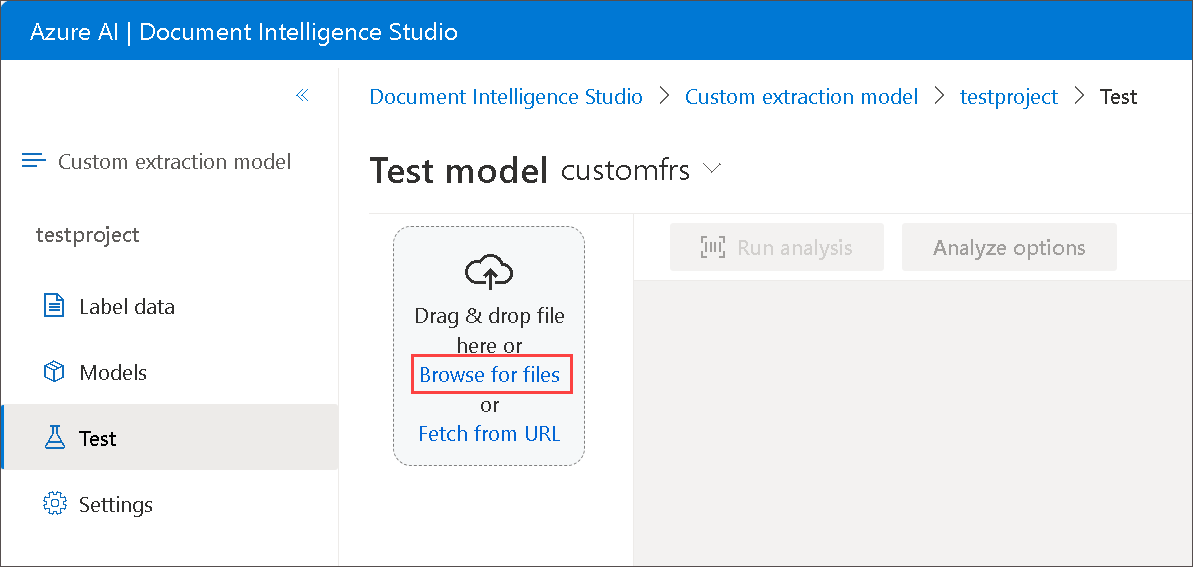 Azure AI | Document Intelligence Studio
Document Intelligence Studio > Custom extraction model > testproject > Test
Custom extraction model
testproject
Label data
Models
Test
Settings
Test model customfrs
Drag & drop file
here or
Browse for files
or
Fetch from URL
Run analysis
Analyze options